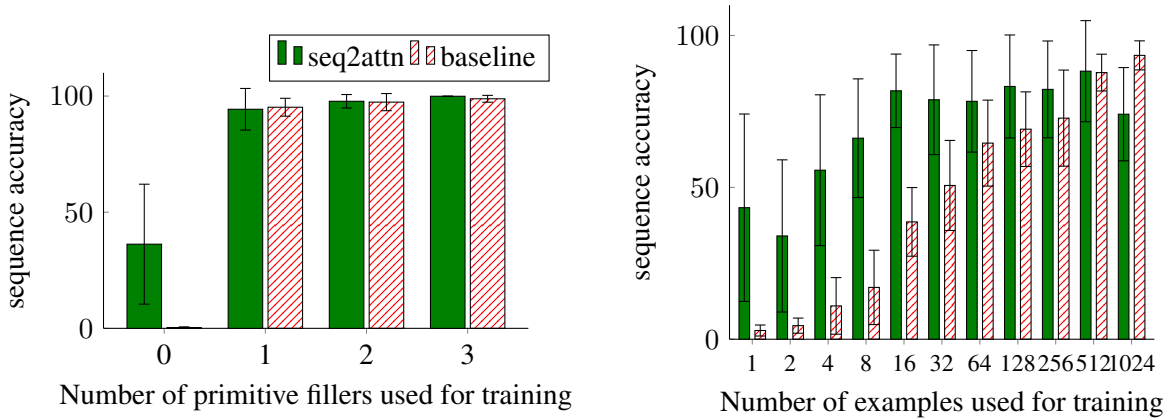 seq2attn baseline
sequence accuracy
100
50
0
0 1 2 3
Number of primitive fillers used for training
sequence accuracy
100
50
0
1 2 4 8 16 32 64 128 256 512 1024
Number of examples used for training